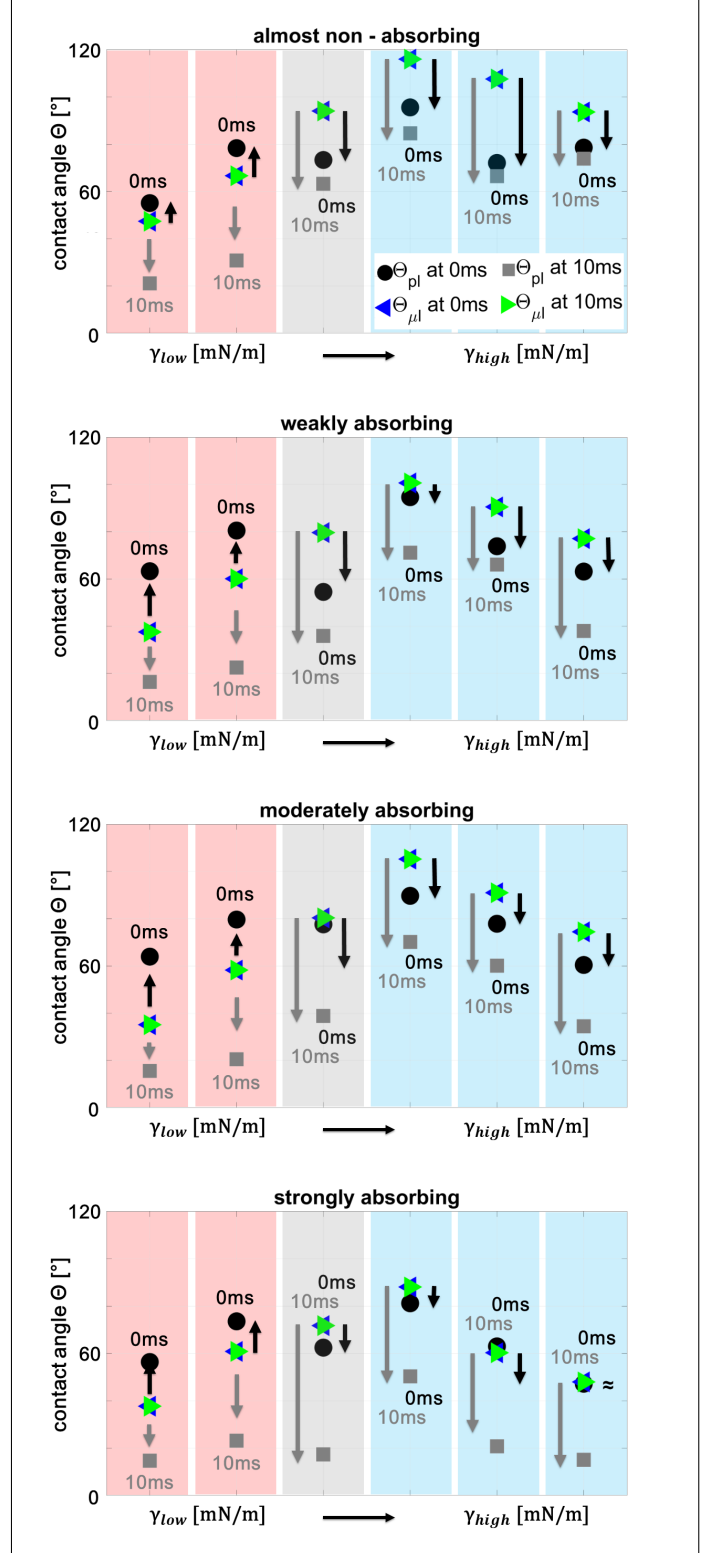 almost non - absorbing
120
60
0
contact angle Θ [°]
0ms
10ms
0ms
10ms
0ms
10ms
0ms
10ms
0ms
10ms
0ms
10ms
Θpl at 0ms
Θpl at 10ms
Θμl at 0ms
Θμl at 10ms
γlow [mN/m]
γhigh [mN/m]
weakly absorbing
120
60
0
contact angle Θ [°]
0ms
10ms
0ms
10ms
0ms
10ms
0ms
10ms
0ms
10ms
0ms
10ms
γlow [mN/m]
γhigh [mN/m]
moderately absorbing
120
60
0
contact angle Θ [°]
0ms
10ms
0ms
10ms
0ms
10ms
0ms
10ms
0ms
10ms
0ms
10ms
γlow [mN/m]
γhigh [mN/m]
strongly absorbing
120
60
0
contact angle Θ [°]
0ms
10ms
0ms
10ms
0ms
10ms
0ms
10ms
0ms
10ms
0ms
10ms
≈
γlow [mN/m]
γhigh [mN/m]